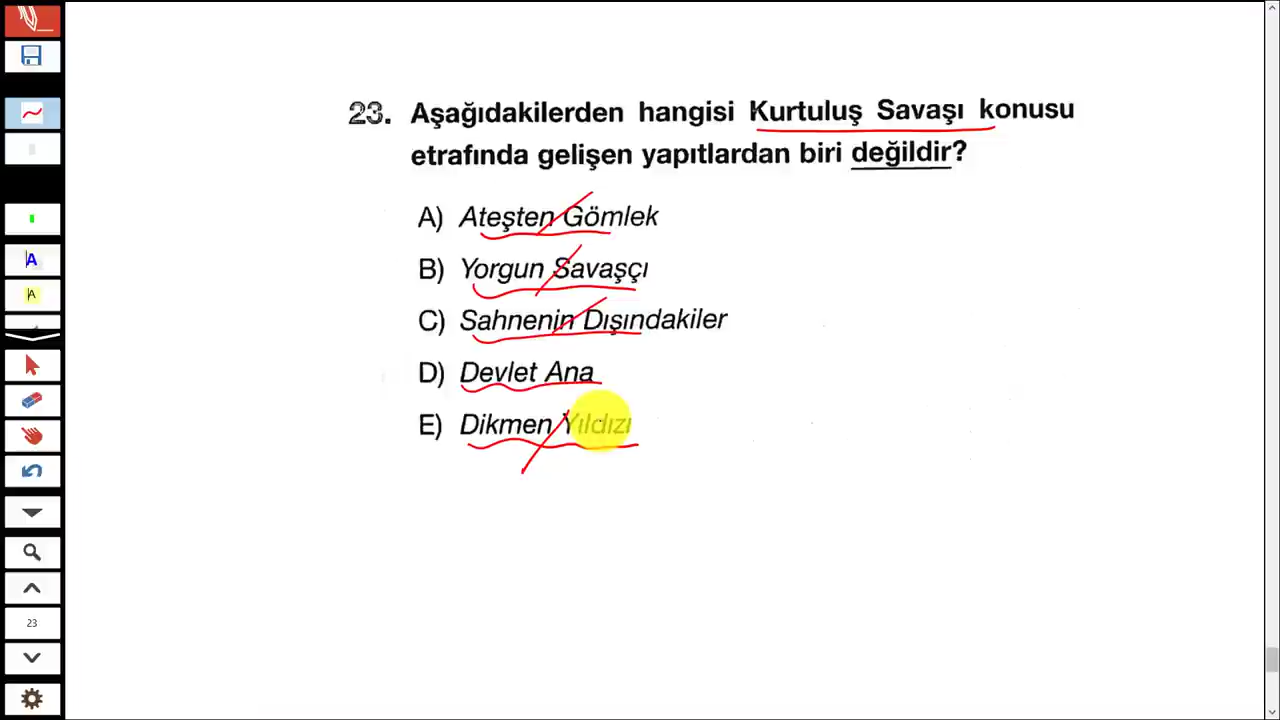 23. Aşağıdakilerden hangisi Kurtuluş Savaşı konusu
etrafında gelişen yapıtlardan biri değildir?
A) Ateşten Gömlek
B) Yorgun Savaşçı
C) Sahnenin Dışındakiler
D) Devlet Ana
E) Dikmen Yıldızı
A
A
23